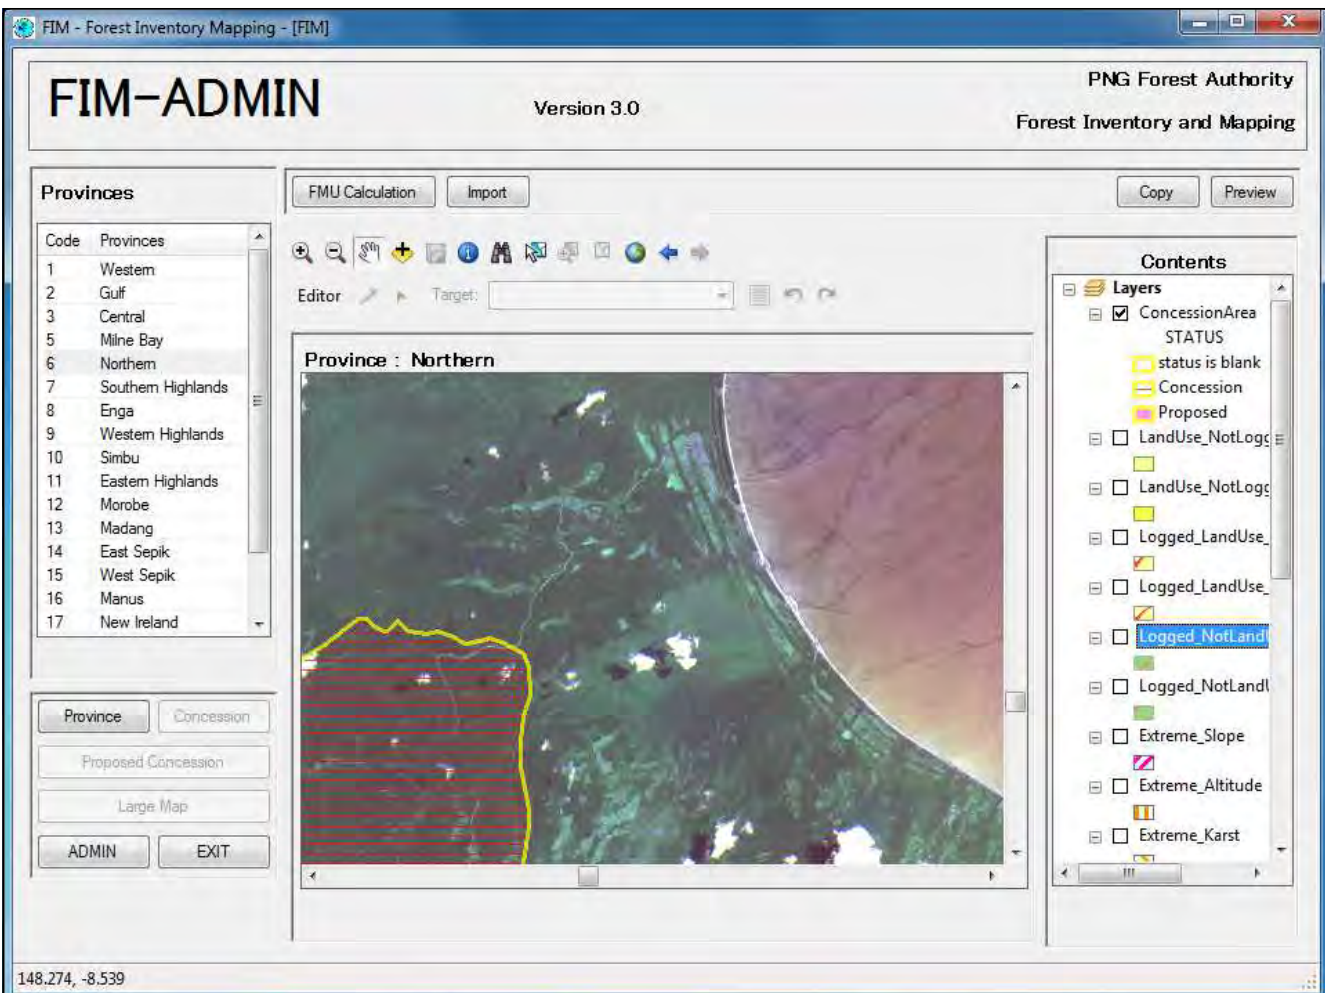 FIM - Forest Inventory Mapping - [FIM]
FIM-ADMIN
Version 3.0
PNG Forest Authority
Forest Inventory and Mapping
Provinces
FMU Calculation
Import
Copy
Preview
Code Provinces
1 Western
2 Gulf
3 Central
5 Milne Bay
6 Northern
7 Southern Highlands
8 Enga
9 Western Highlands
10 Simbu
11 Eastern Highlands
12 Morobe
13 Madang
14 East Sepik
15 West Sepik
16 Manus
17 New Ireland
Province
Concession
Proposed Concession
Large Map
ADMIN
EXIT
Editor
Target:
Province : Northern
Contents
Layers
ConcessionArea
STATUS
status is blank
Concession
Proposed
LandUse_NotLogg
LandUse_NotLogg
Logged_LandUse_
Logged_LandUse_
Logged_NotLandU
Logged_NotLandU
Extreme_Slope
Extreme_Altitude
Extreme_Karst
148.274, -8.539